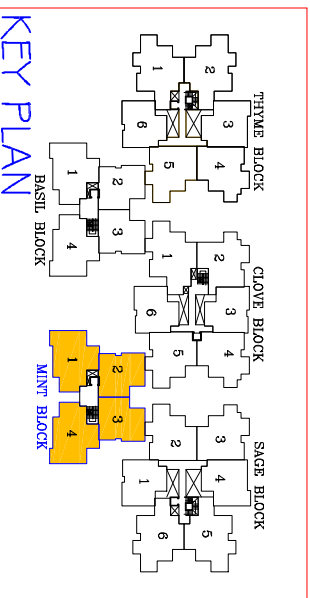 THYME BLOCK
2 3 4
1 6 5
CLOVE BLOCK
2 3 4
1 6 5
SAGE BLOCK
3 4 5
2 1 6
2 3
1 4
BASIL BLOCK
2 3
1 4
MINT BLOCK
KEY PLAN